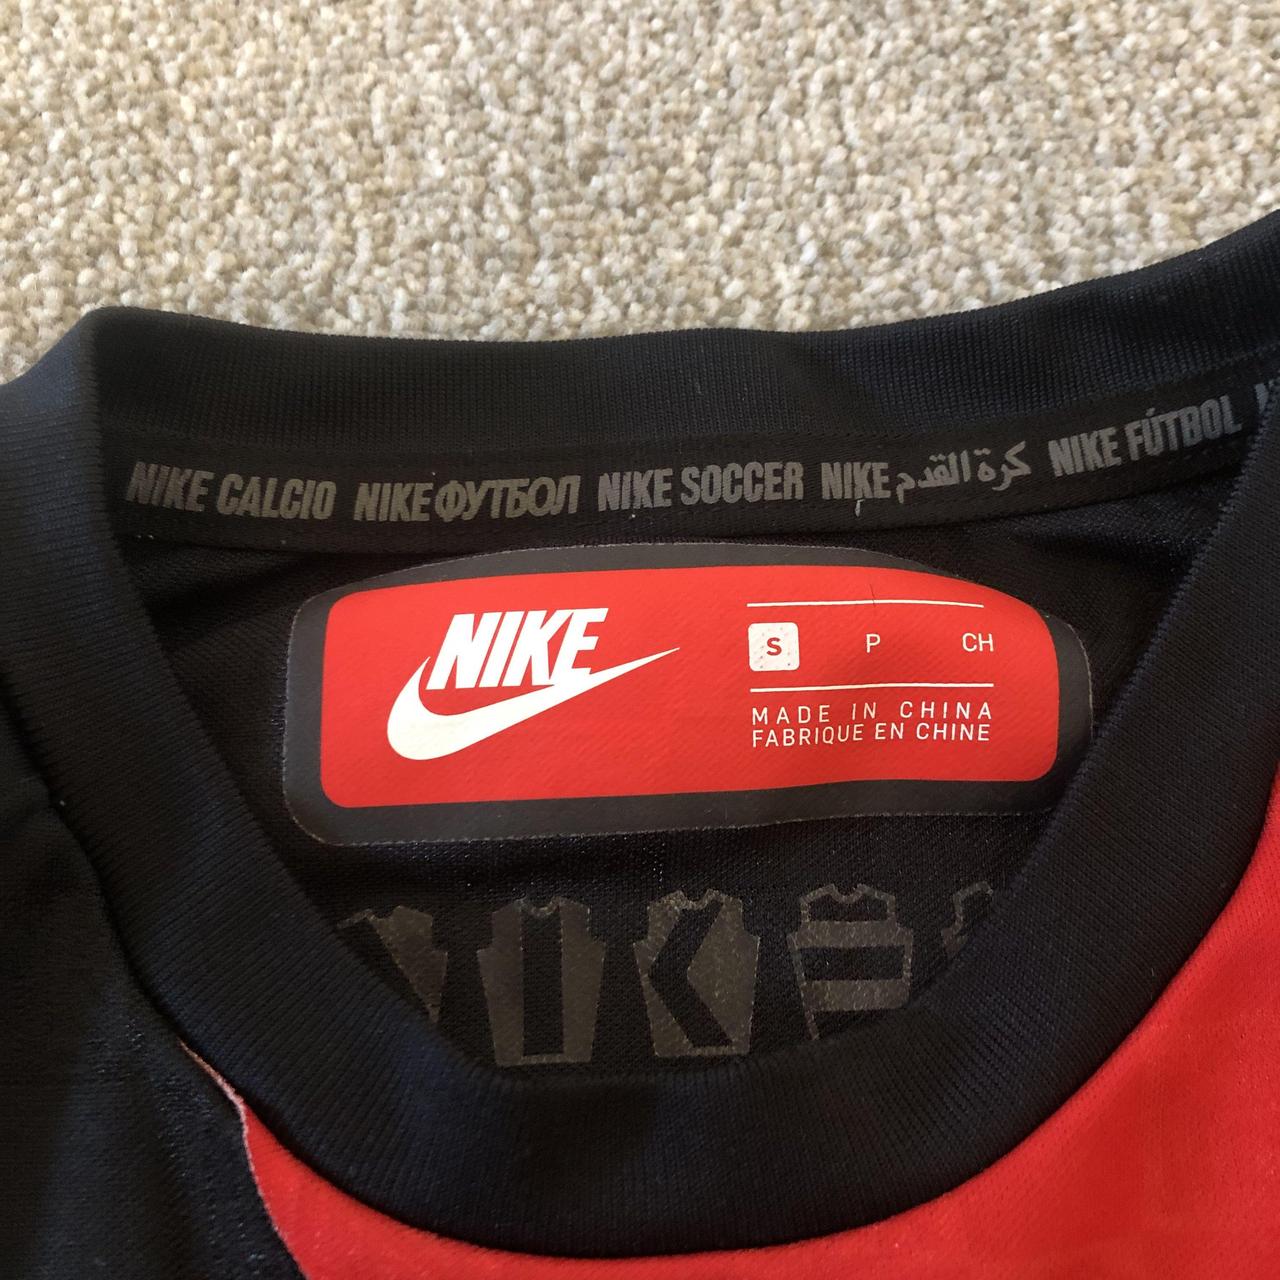 NIKE CALCIO NIKE ФУТБОЛ NIKE SOCCER NIKE كرة القدم NIKE FÚTBOL
NIKE
S P CH
MADE IN CHINA
FABRIQUE EN CHINE